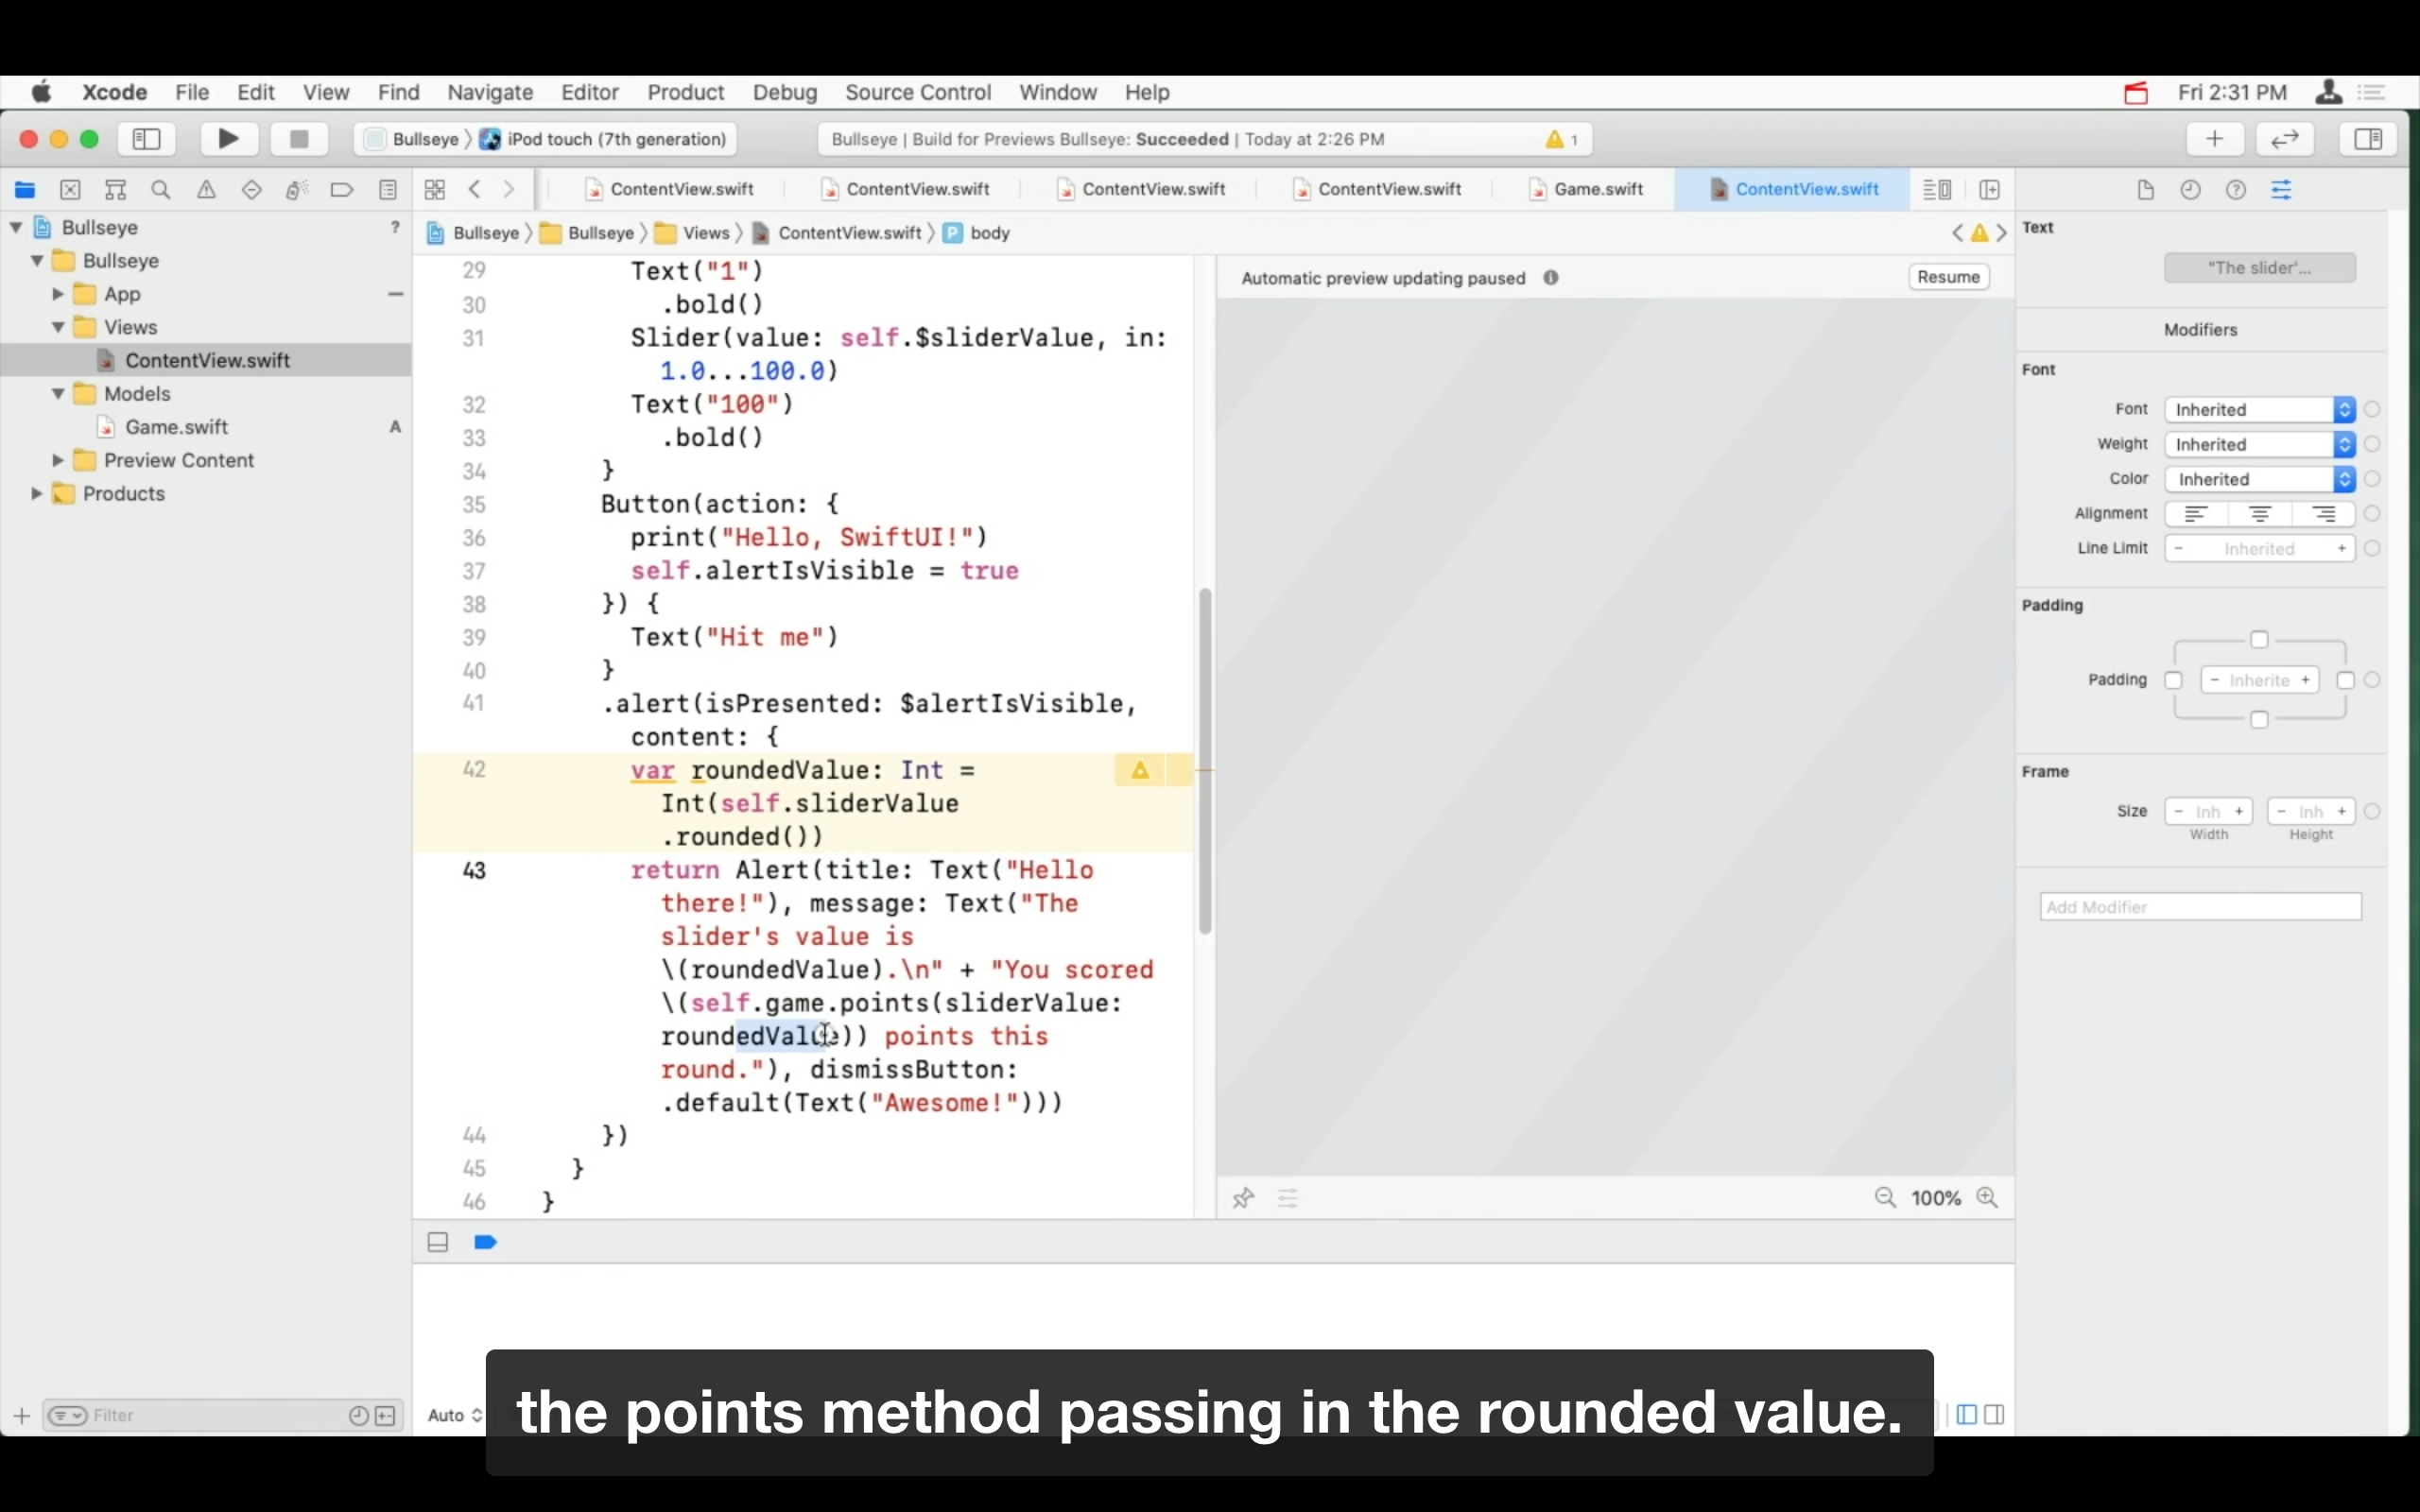 Xcode File Edit View Find Navigate Editor Product Debug Source Control Window Help Fri 2:31 PM
Bullseye iPod touch (7th generation) Bullseye | Build for Previews Bullseye: Succeeded | Today at 2:26 PM 1
ContentView.swift ContentView.swift ContentView.swift ContentView.swift Game.swift ContentView.swift
Bullseye ?
Bullseye
App
Views
ContentView.swift
Models
Game.swift A
Preview Content
Products
Filter
Bullseye Bullseye Views ContentView.swift P body
29 Text("1")
30 .bold()
31 Slider(value: self.$sliderValue, in:
1.0...100.0)
32 Text("100")
33 .bold()
34 }
35 Button(action: {
36 print("Hello, SwiftUI!")
37 self.alertIsVisible = true
38 }) {
39 Text("Hit me")
40 }
41 .alert(isPresented: $alertIsVisible,
content: {
42 var roundedValue: Int =
Int(self.sliderValue
.rounded())
43 return Alert(title: Text("Hello
there!"), message: Text("The
slider's value is
\(roundedValue).\n" + "You scored
\(self.game.points(sliderValue:
roundedValue)) points this
round."), dismissButton:
.default(Text("Awesome!")))
44 })
45 }
46 }
Automatic preview updating paused Resume
100%
Auto
Text
"The slider'...
Modifiers
Font
Font Inherited
Weight Inherited
Color Inherited
Alignment
Line Limit - Inherited +
Padding
Padding - Inherite +
Frame
Size - Inh + - Inh +
Width Height
Add Modifier
the points method passing in the rounded value.